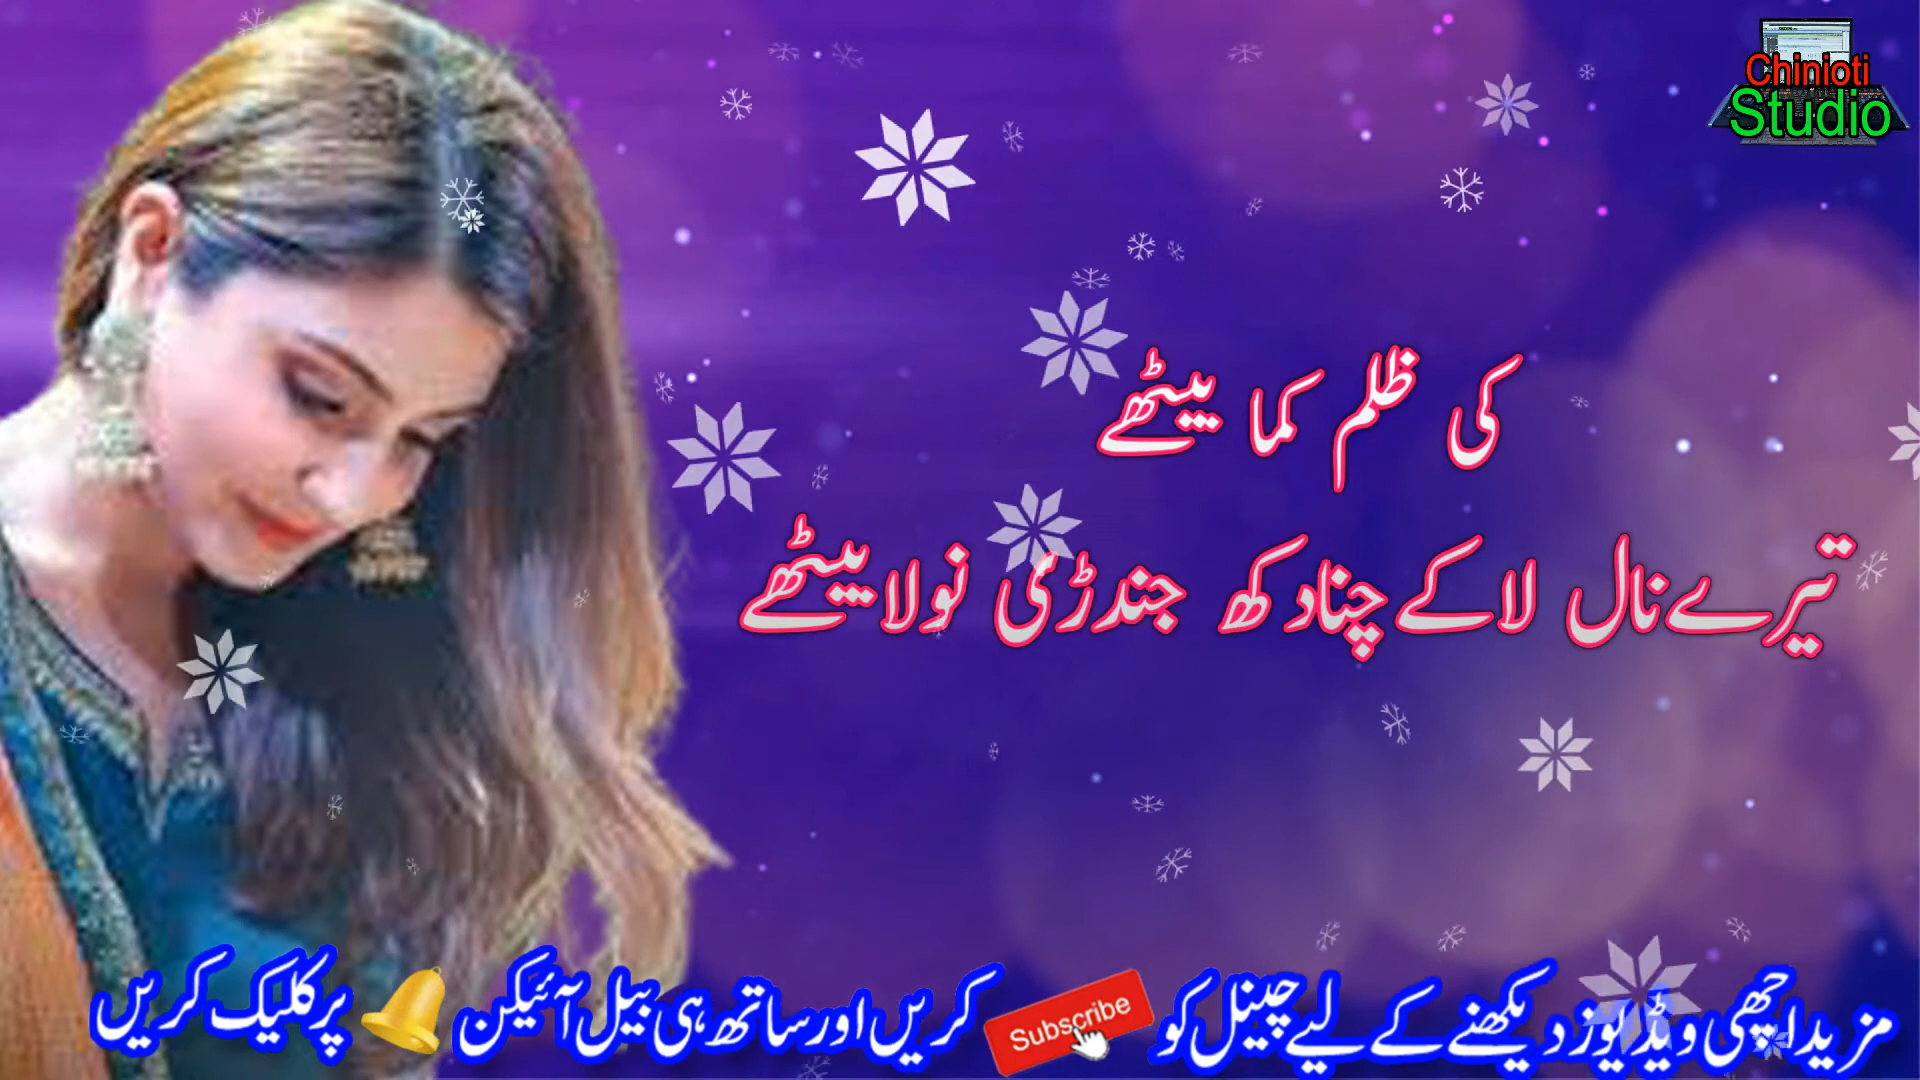 Chinioti
Studio
کی ظلم کما بیٹھے
تیرے نال لا کے چنا دکھ جندڑی نو لا بیٹھے
مزید اچھی ویڈیوز دیکھنے کے لیے چینل کو Subscribe کریں اور ساتھ ہی بیل آئیکن پر کلیک کریں